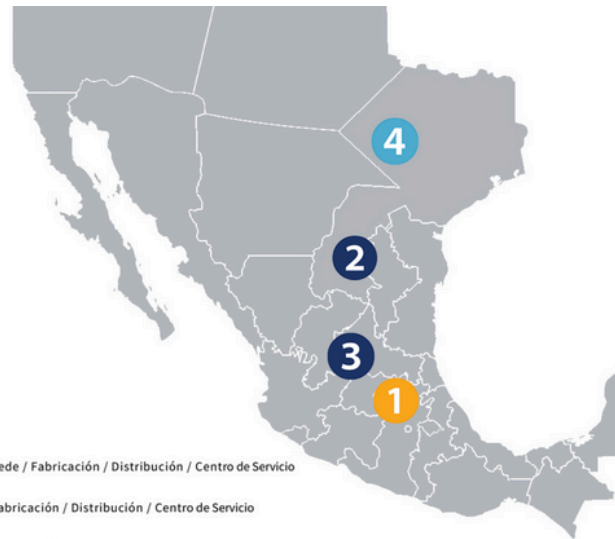 4
2
3
1
ede / Fabricación / Distribución / Centro de Servicio
abricación / Distribución / Centro de Servicio